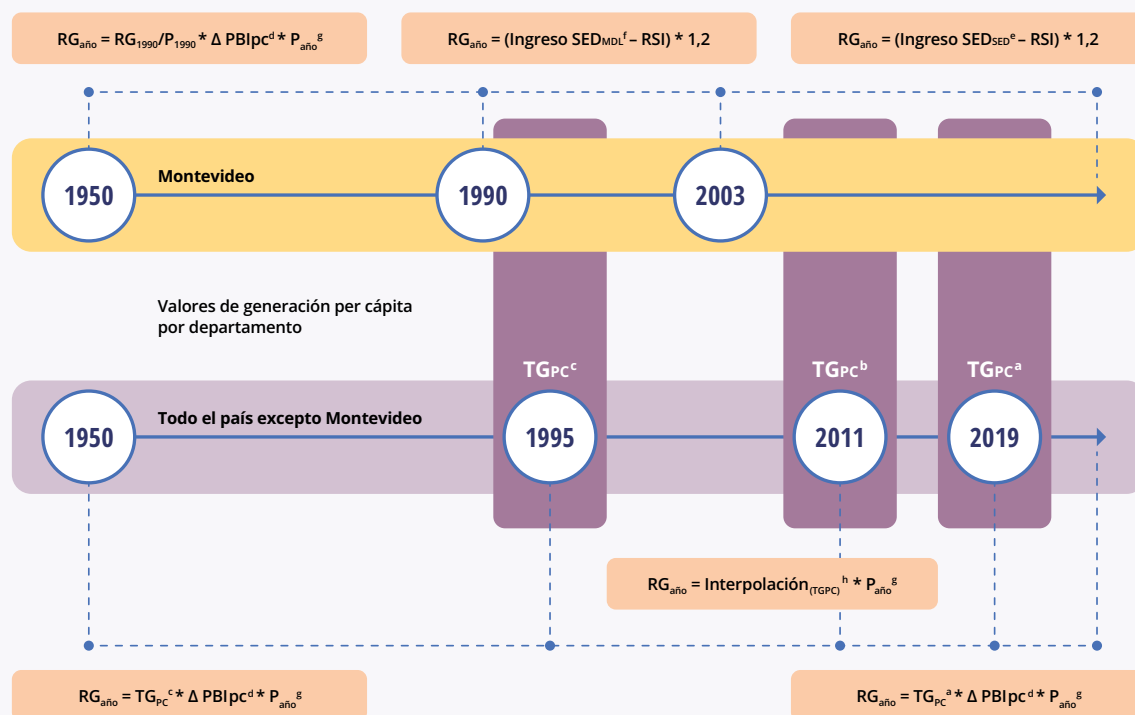 RGaño = RG1990/P1990 * Δ PBIpcᵈ * Pañoᵍ
RGaño = (Ingreso SEDMDLᶠ – RSI) * 1,2
RGaño = (Ingreso SEDSEDᵉ – RSI) * 1,2
Montevideo
1950
1990
2003
Valores de generación per cápita
por departamento
TGPCᶜ
TGPCᵇ
TGPCᵃ
Todo el país excepto Montevideo
1950
1995
2011
2019
RGaño = Interpolación(TGPC)ʰ * Pañoᵍ
RGaño = TGPCᶜ * Δ PBIpcᵈ * Pañoᵍ
RGaño = TGPCᵃ * Δ PBIpcᵈ * Pañoᵍ